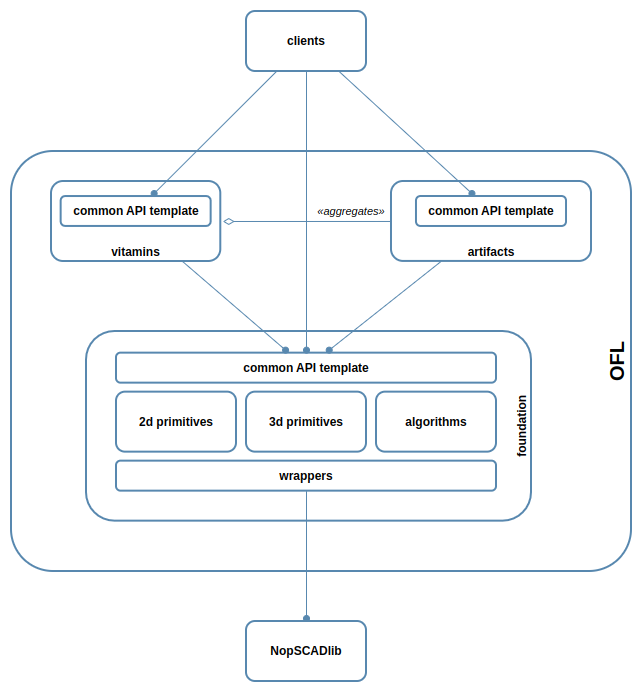 clients
common API template
«aggregates»
common API template
vitamins
artifacts
OFL
common API template
2d primitives
3d primitives
algorithms
foundation
wrappers
NopSCADlib